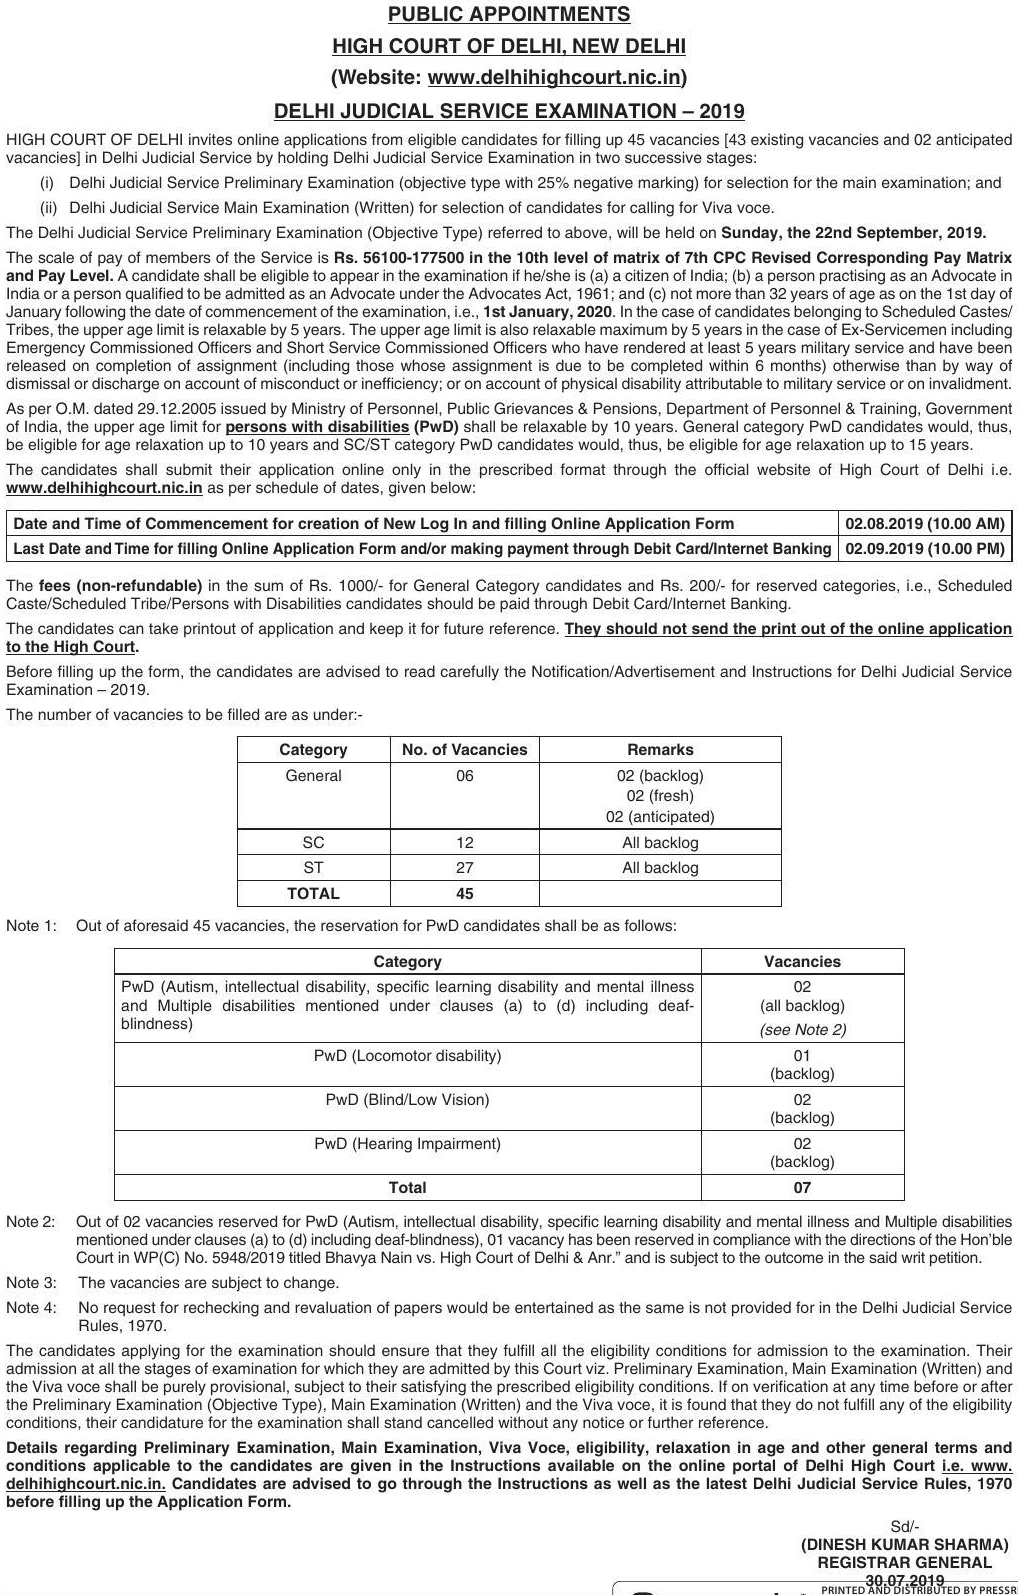 PUBLIC APPOINTMENTS
HIGH COURT OF DELHI, NEW DELHI
(Website: www.delhihighcourt.nic.in)
DELHI JUDICIAL SERVICE EXAMINATION – 2019
HIGH COURT OF DELHI invites online applications from eligible candidates for filling up 45 vacancies [43 existing vacancies and 02 anticipated
vacancies] in Delhi Judicial Service by holding Delhi Judicial Service Examination in two successive stages:
(i) Delhi Judicial Service Preliminary Examination (objective type with 25% negative marking) for selection for the main examination; and
(ii) Delhi Judicial Service Main Examination (Written) for selection of candidates for calling for Viva voce.
The Delhi Judicial Service Preliminary Examination (Objective Type) referred to above, will be held on Sunday, the 22nd September, 2019.
The scale of pay of members of the Service is Rs. 56100-177500 in the 10th level of matrix of 7th CPC Revised Corresponding Pay Matrix
and Pay Level. A candidate shall be eligible to appear in the examination if he/she is (a) a citizen of India; (b) a person practising as an Advocate in
India or a person qualified to be admitted as an Advocate under the Advocates Act, 1961; and (c) not more than 32 years of age as on the 1st day of
January following the date of commencement of the examination, i.e., 1st January, 2020. In the case of candidates belonging to Scheduled Castes/
Tribes, the upper age limit is relaxable by 5 years. The upper age limit is also relaxable maximum by 5 years in the case of Ex-Servicemen including
Emergency Commissioned Officers and Short Service Commissioned Officers who have rendered at least 5 years military service and have been
released on completion of assignment (including those whose assignment is due to be completed within 6 months) otherwise than by way of
dismissal or discharge on account of misconduct or inefficiency; or on account of physical disability attributable to military service or on invalidment.
As per O.M. dated 29.12.2005 issued by Ministry of Personnel, Public Grievances & Pensions, Department of Personnel & Training, Government
of India, the upper age limit for persons with disabilities (PwD) shall be relaxable by 10 years. General category PwD candidates would, thus,
be eligible for age relaxation up to 10 years and SC/ST category PwD candidates would, thus, be eligible for age relaxation up to 15 years.
The candidates shall submit their application online only in the prescribed format through the official website of High Court of Delhi i.e.
www.delhihighcourt.nic.in as per schedule of dates, given below:
Date and Time of Commencement for creation of New Log In and filling Online Application Form 02.08.2019 (10.00 AM)
Last Date and Time for filling Online Application Form and/or making payment through Debit Card/Internet Banking 02.09.2019 (10.00 PM)
The fees (non-refundable) in the sum of Rs. 1000/- for General Category candidates and Rs. 200/- for reserved categories, i.e., Scheduled
Caste/Scheduled Tribe/Persons with Disabilities candidates should be paid through Debit Card/Internet Banking.
The candidates can take printout of application and keep it for future reference. They should not send the print out of the online application
to the High Court.
Before filling up the form, the candidates are advised to read carefully the Notification/Advertisement and Instructions for Delhi Judicial Service
Examination – 2019.
The number of vacancies to be filled are as under:-
Category No. of Vacancies Remarks
General 06 02 (backlog)
02 (fresh)
02 (anticipated)
SC 12 All backlog
ST 27 All backlog
TOTAL 45
Note 1: Out of aforesaid 45 vacancies, the reservation for PwD candidates shall be as follows:
Category Vacancies
PwD (Autism, intellectual disability, specific learning disability and mental illness 02
and Multiple disabilities mentioned under clauses (a) to (d) including deaf- (all backlog)
blindness) (see Note 2)
PwD (Locomotor disability) 01
(backlog)
PwD (Blind/Low Vision) 02
(backlog)
PwD (Hearing Impairment) 02
(backlog)
Total 07
Note 2: Out of 02 vacancies reserved for PwD (Autism, intellectual disability, specific learning disability and mental illness and Multiple disabilities
mentioned under clauses (a) to (d) including deaf-blindness), 01 vacancy has been reserved in compliance with the directions of the Hon'ble
Court in WP(C) No. 5948/2019 titled Bhavya Nain vs. High Court of Delhi & Anr.” and is subject to the outcome in the said writ petition.
Note 3: The vacancies are subject to change.
Note 4: No request for rechecking and revaluation of papers would be entertained as the same is not provided for in the Delhi Judicial Service
Rules, 1970.
The candidates applying for the examination should ensure that they fulfill all the eligibility conditions for admission to the examination. Their
admission at all the stages of examination for which they are admitted by this Court viz. Preliminary Examination, Main Examination (Written) and
the Viva voce shall be purely provisional, subject to their satisfying the prescribed eligibility conditions. If on verification at any time before or after
the Preliminary Examination (Objective Type), Main Examination (Written) and the Viva voce, it is found that they do not fulfill any of the eligibility
conditions, their candidature for the examination shall stand cancelled without any notice or further reference.
Details regarding Preliminary Examination, Main Examination, Viva Voce, eligibility, relaxation in age and other general terms and
conditions applicable to the candidates are given in the Instructions available on the online portal of Delhi High Court i.e. www.
delhihighcourt.nic.in. Candidates are advised to go through the Instructions as well as the latest Delhi Judicial Service Rules, 1970
before filling up the Application Form.
Sd/-
(DINESH KUMAR SHARMA)
REGISTRAR GENERAL
30.07.2019
PRINTED AND DISTRIBUTED BY PRESSR